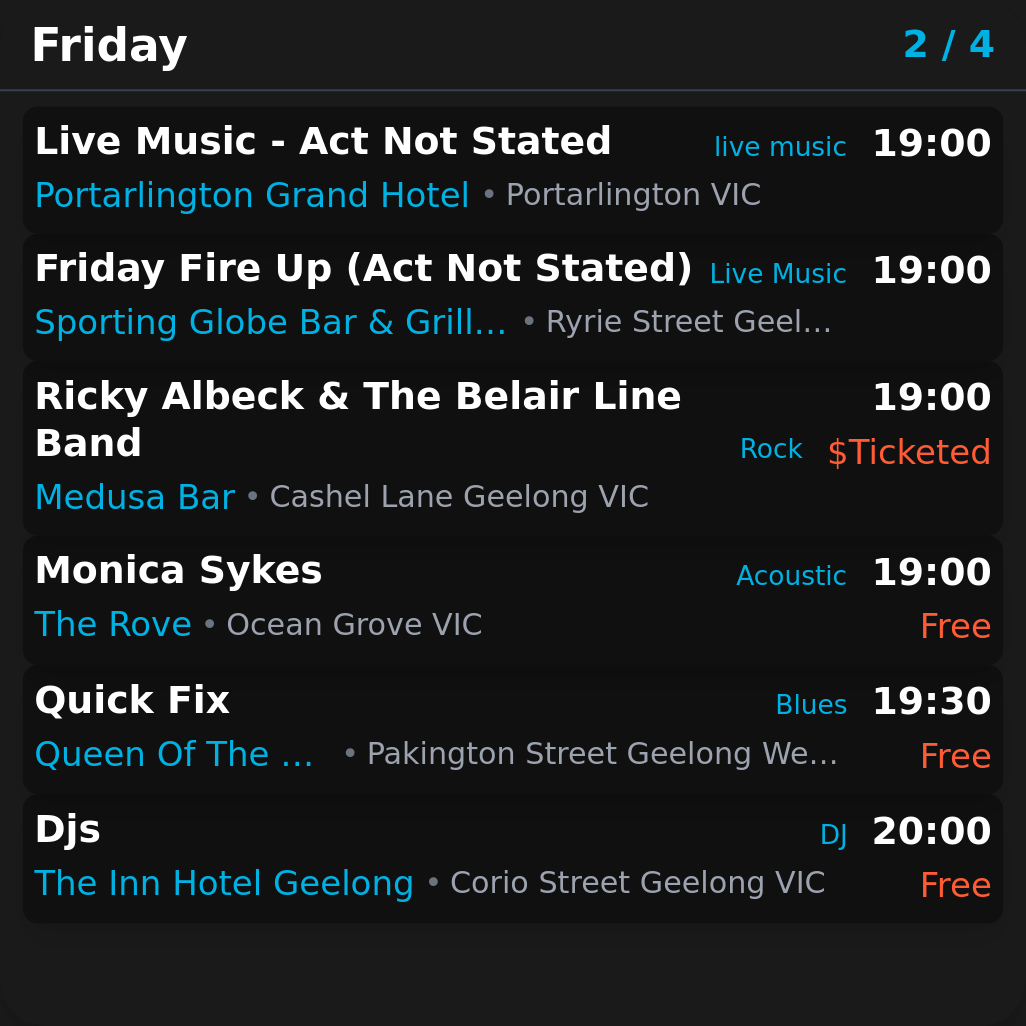 Friday 2 / 4
Live Music - Act Not Stated live music 19:00
Portarlington Grand Hotel • Portarlington VIC
Friday Fire Up (Act Not Stated) Live Music 19:00
Sporting Globe Bar & Grill... • Ryrie Street Geel...
Ricky Albeck & The Belair Line 19:00
Band Rock $Ticketed
Medusa Bar • Cashel Lane Geelong VIC
Monica Sykes Acoustic 19:00
The Rove • Ocean Grove VIC Free
Quick Fix Blues 19:30
Queen Of The ... • Pakington Street Geelong We... Free
Djs DJ 20:00
The Inn Hotel Geelong • Corio Street Geelong VIC Free